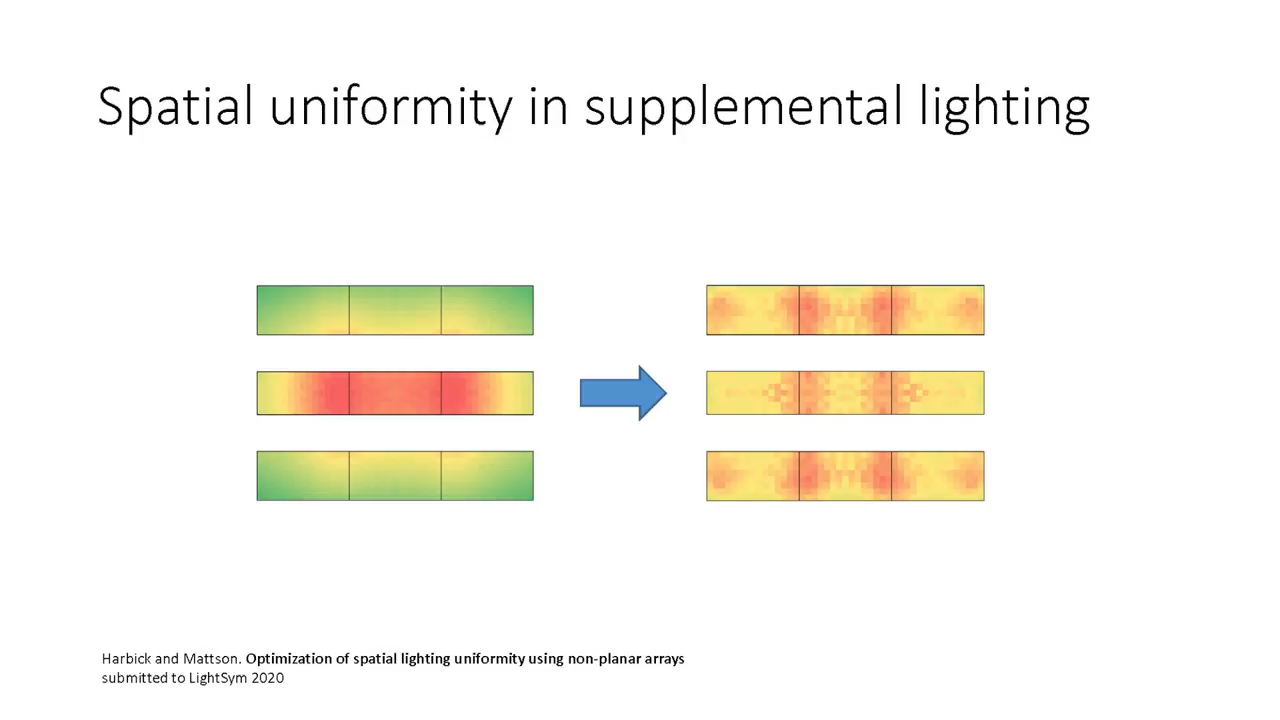 Spatial uniformity in supplemental lighting
Harbick and Mattson. Optimization of spatial lighting uniformity using non-planar arrays
submitted to LightSym 2020